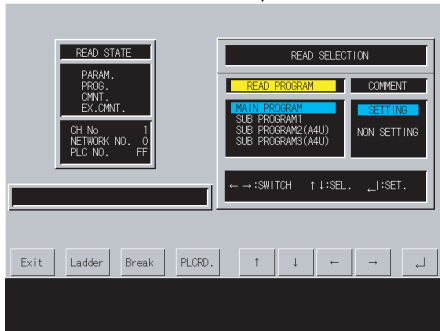 READ STATE
PARAM.
PROG.
CMNT.
EX.CMNT.
CH No 1
NETWORK NO. 0
PLC NO. FF
READ SELECTION
READ PROGRAM
COMMENT
MAIN PROGRAM
SUB PROGRAM1
SUB PROGRAM2(A4U)
SUB PROGRAM3(A4U)
SETTING
NON SETTING
←→:SWITCH ↑↓:SEL. ↵:SET.
Exit Ladder Break PLCRD. ↑ ↓ ← → ↵